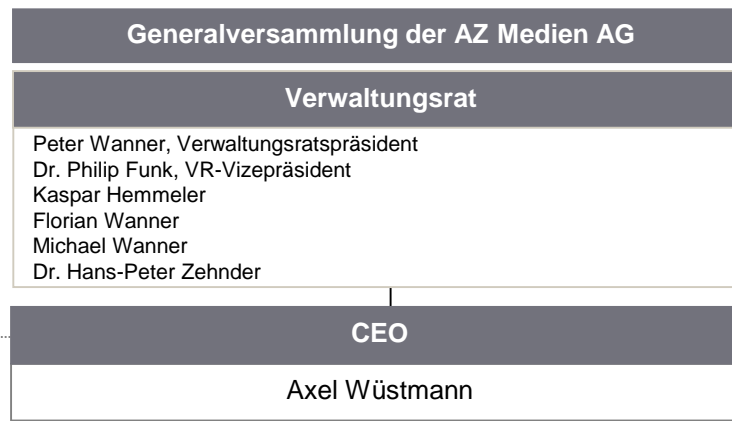 Generalversammlung der AZ Medien AG
Verwaltungsrat
Peter Wanner, Verwaltungsratspräsident
Dr. Philip Funk, VR-Vizepräsident
Kaspar Hemmeler
Florian Wanner
Michael Wanner
Dr. Hans-Peter Zehnder
CEO
Axel Wüstmann